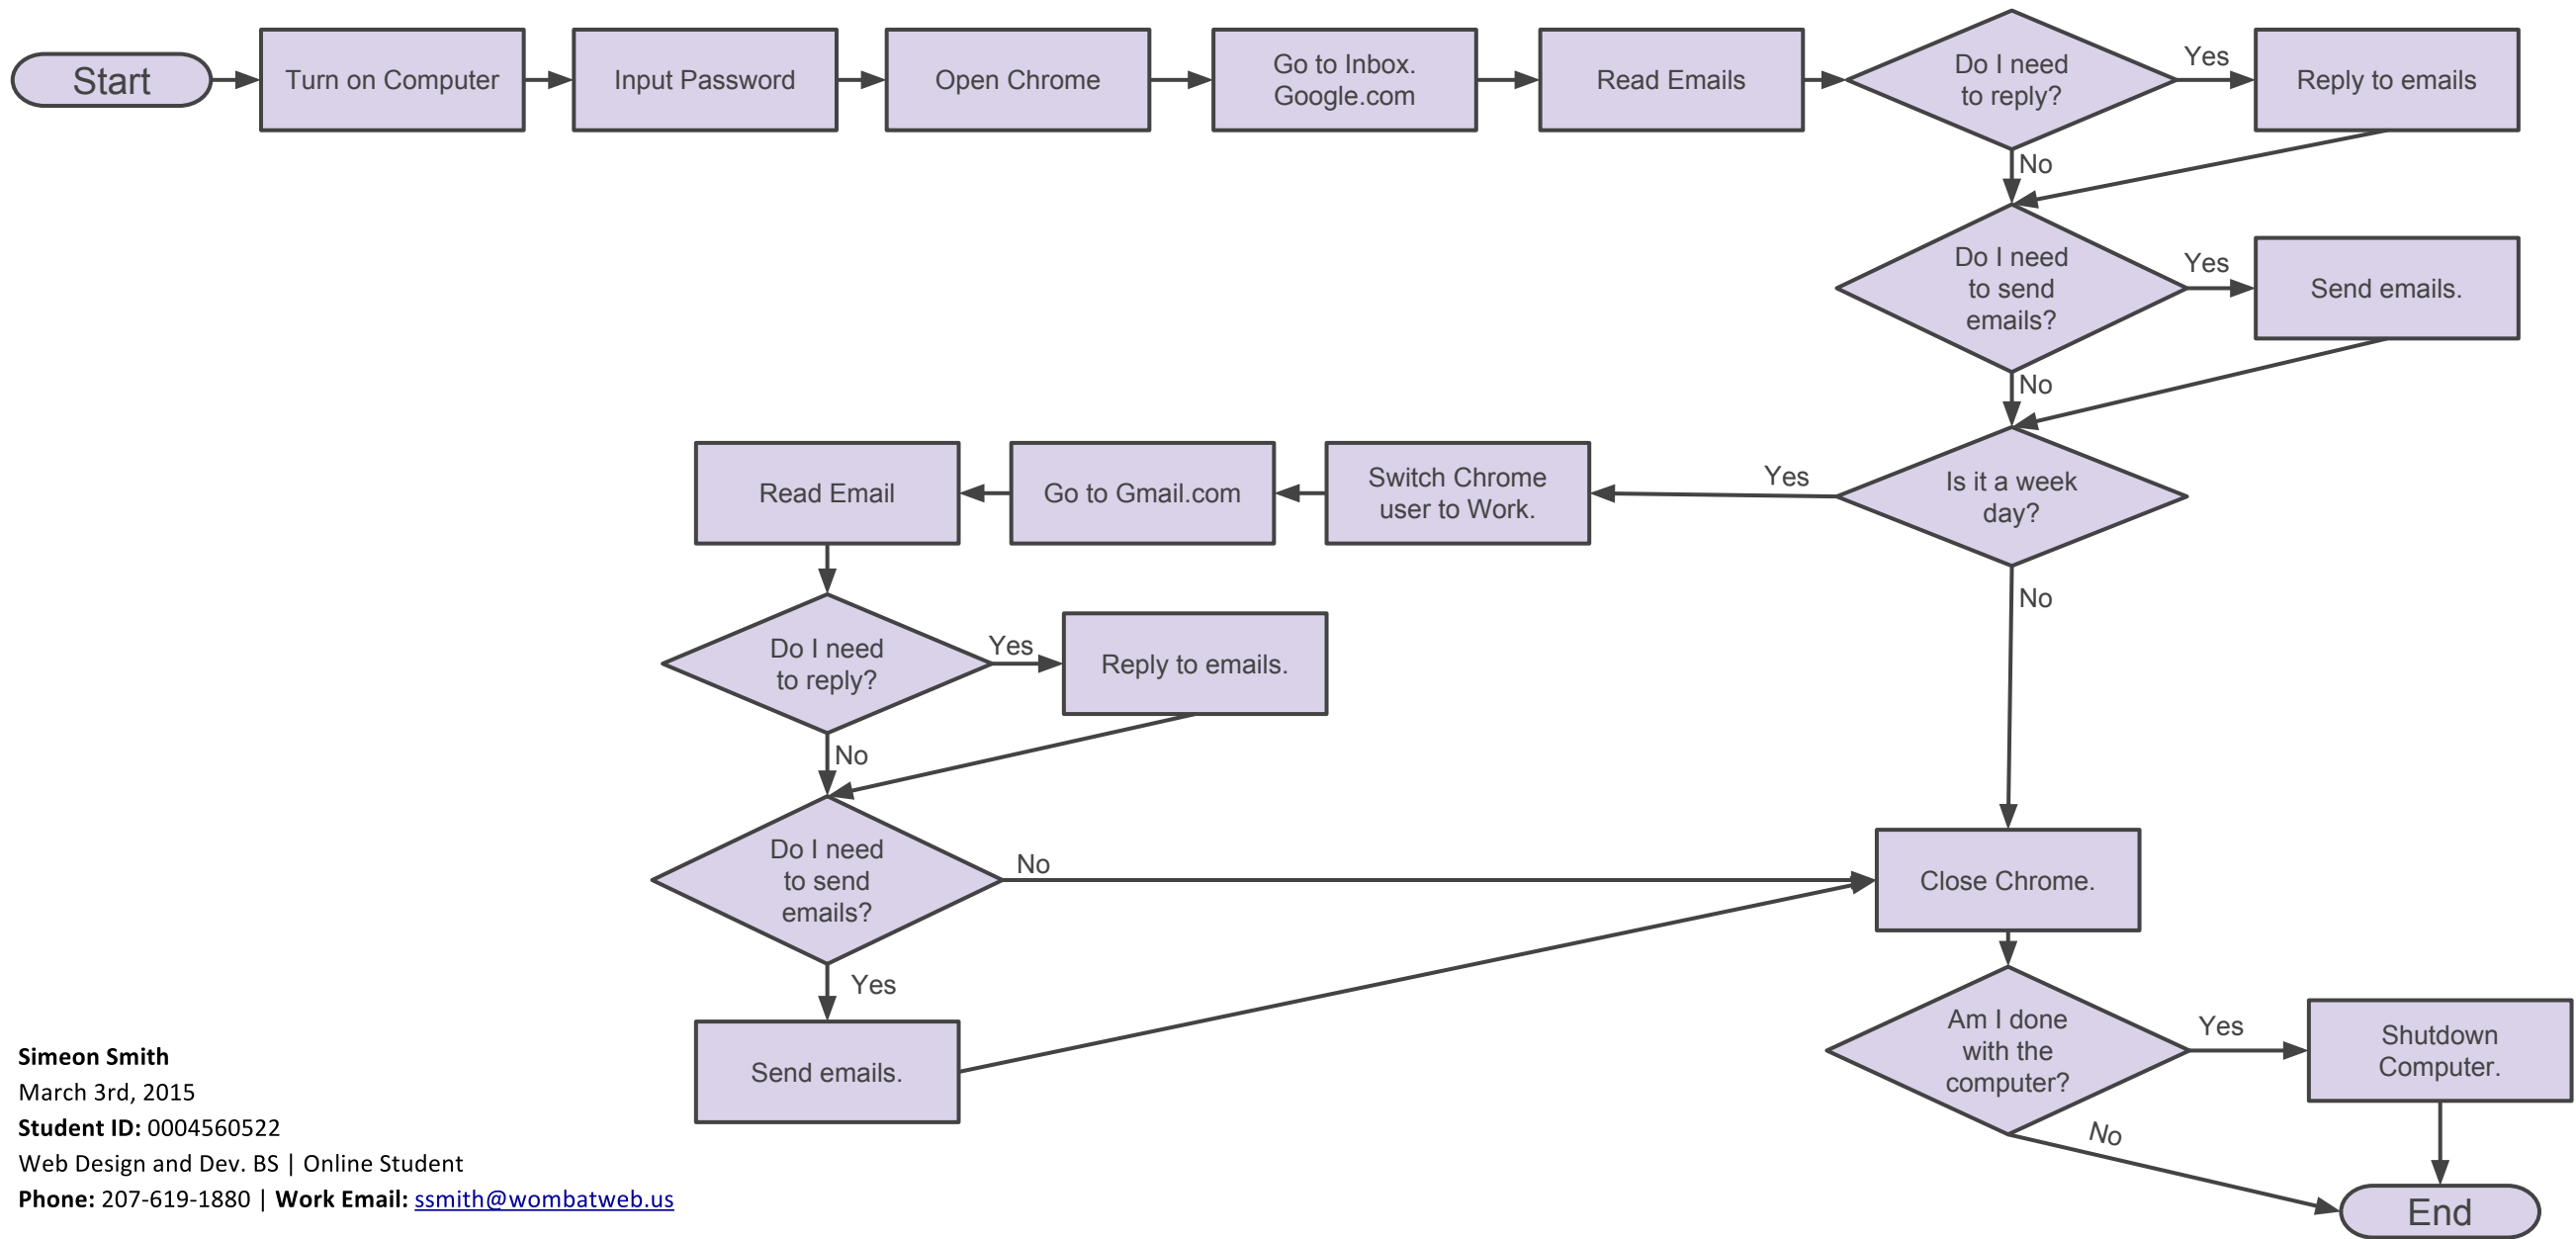 Start
Turn on Computer
Input Password
Open Chrome
Go to Inbox.
Google.com
Read Emails
Do I need
to reply?
Yes
Reply to emails
No
Do I need
to send
emails?
Yes
Send emails.
No
Is it a week
day?
Yes
Switch Chrome
user to Work.
Go to Gmail.com
Read Email
No
Do I need
to reply?
Yes
Reply to emails.
No
Do I need
to send
emails?
No
Close Chrome.
Yes
Send emails.
Am I done
with the
computer?
Yes
Shutdown
Computer.
No
End
Simeon Smith
March 3rd, 2015
Student ID: 0004560522
Web Design and Dev. BS | Online Student
Phone: 207-619-1880 | Work Email: ssmith@wombatweb.us